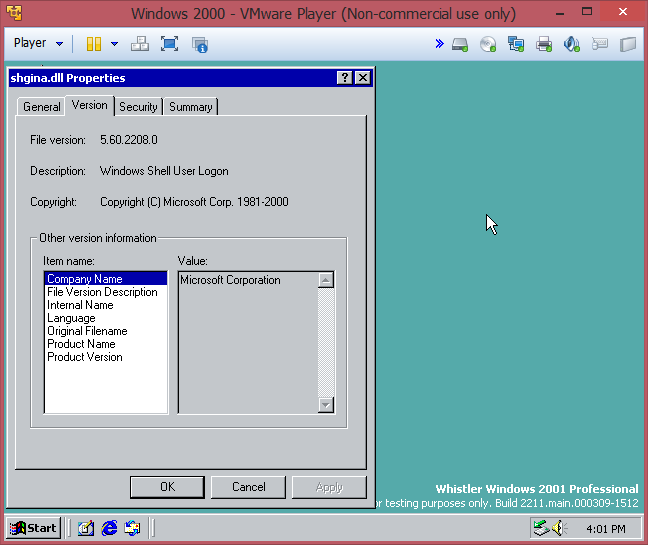 Windows 2000 - VMware Player (Non-commercial use only)
Player
shgina.dll Properties
General Version Security Summary
File version: 5.60.2208.0
Description: Windows Shell User Logon
Copyright: Copyright (C) Microsoft Corp. 1981-2000
Other version information
Item name: Value:
Company Name Microsoft Corporation
File Version Description
Internal Name
Language
Original Filename
Product Name
Product Version
OK Cancel Apply
Whistler Windows 2001 Professional
r testing purposes only. Build 2211.main.000309-1512
Start 4:01 PM